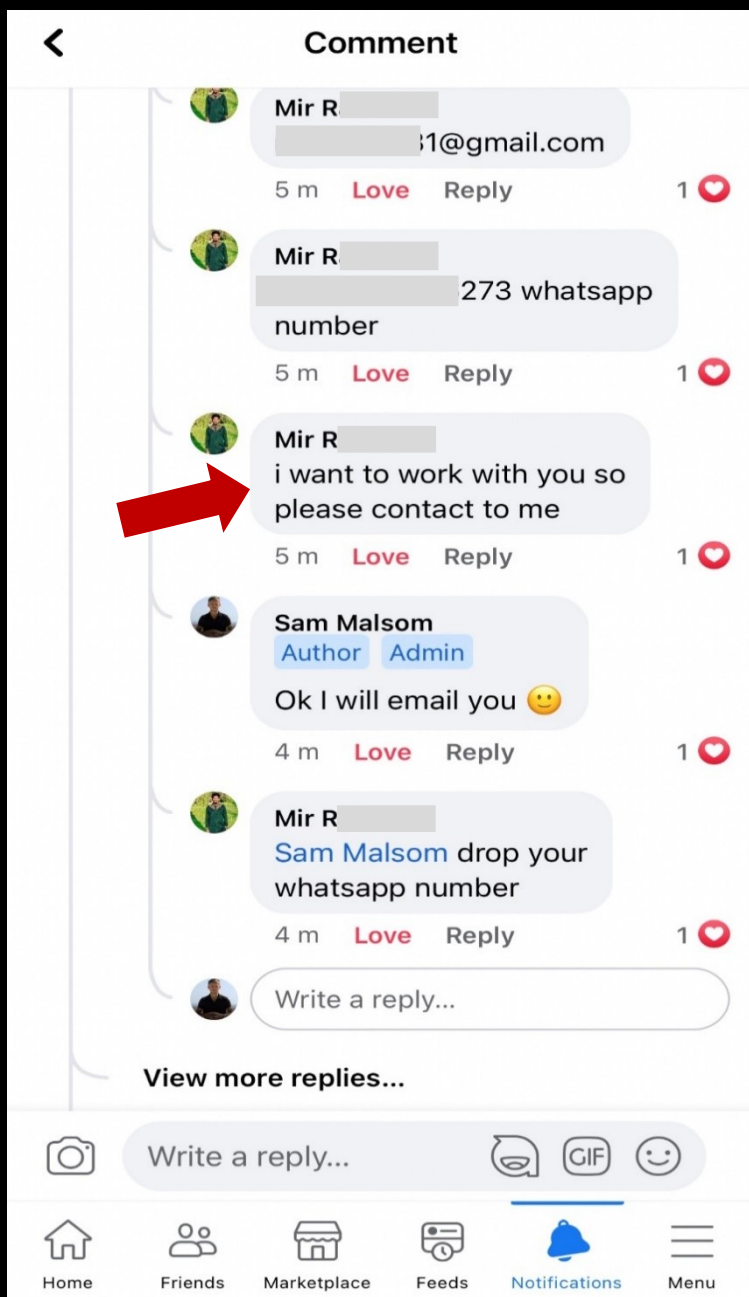 Comment
Mir R
31@gmail.com
5 m Love Reply 1
Mir R
273 whatsapp
number
5 m Love Reply 1
Mir R
i want to work with you so
please contact to me
5 m Love Reply 1
Sam Malsom
Author Admin
Ok I will email you 🙂
4 m Love Reply 1
Mir R
Sam Malsom drop your
whatsapp number
4 m Love Reply 1
Write a reply...
View more replies...
Write a reply... GIF
Home Friends Marketplace Feeds Notifications Menu